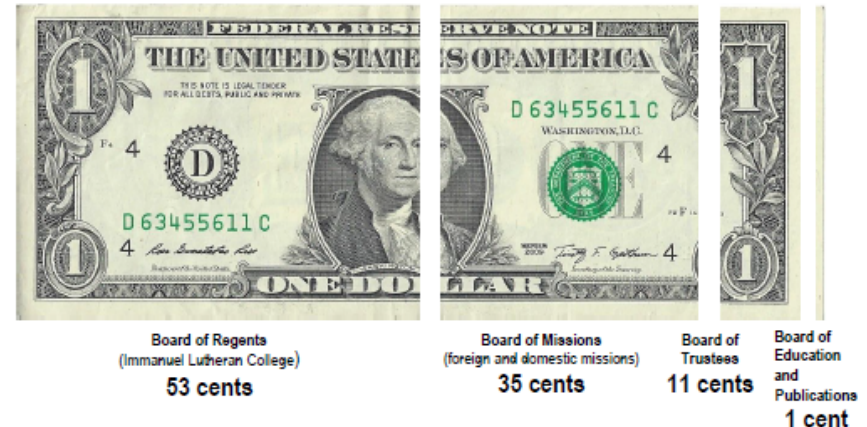 FEDERAL RESERVE NOTE
THE UNITED STATES OF AMERICA
THIS NOTE IS LEGAL TENDER
FOR ALL DEBTS, PUBLIC AND PRIVATE
D 63455611 C
WASHINGTON, D.C.
1
1
4
D
4
ONE
D 63455611 C
4
SERIES
2009
4
1
1
ONE DOLLAR
Board of Regents
(Immanuel Lutheran College)
53 cents
Board of Missions
(foreign and domestic missions)
35 cents
Board of
Trustees
11 cents
Board of
Education
and
Publications
1 cent